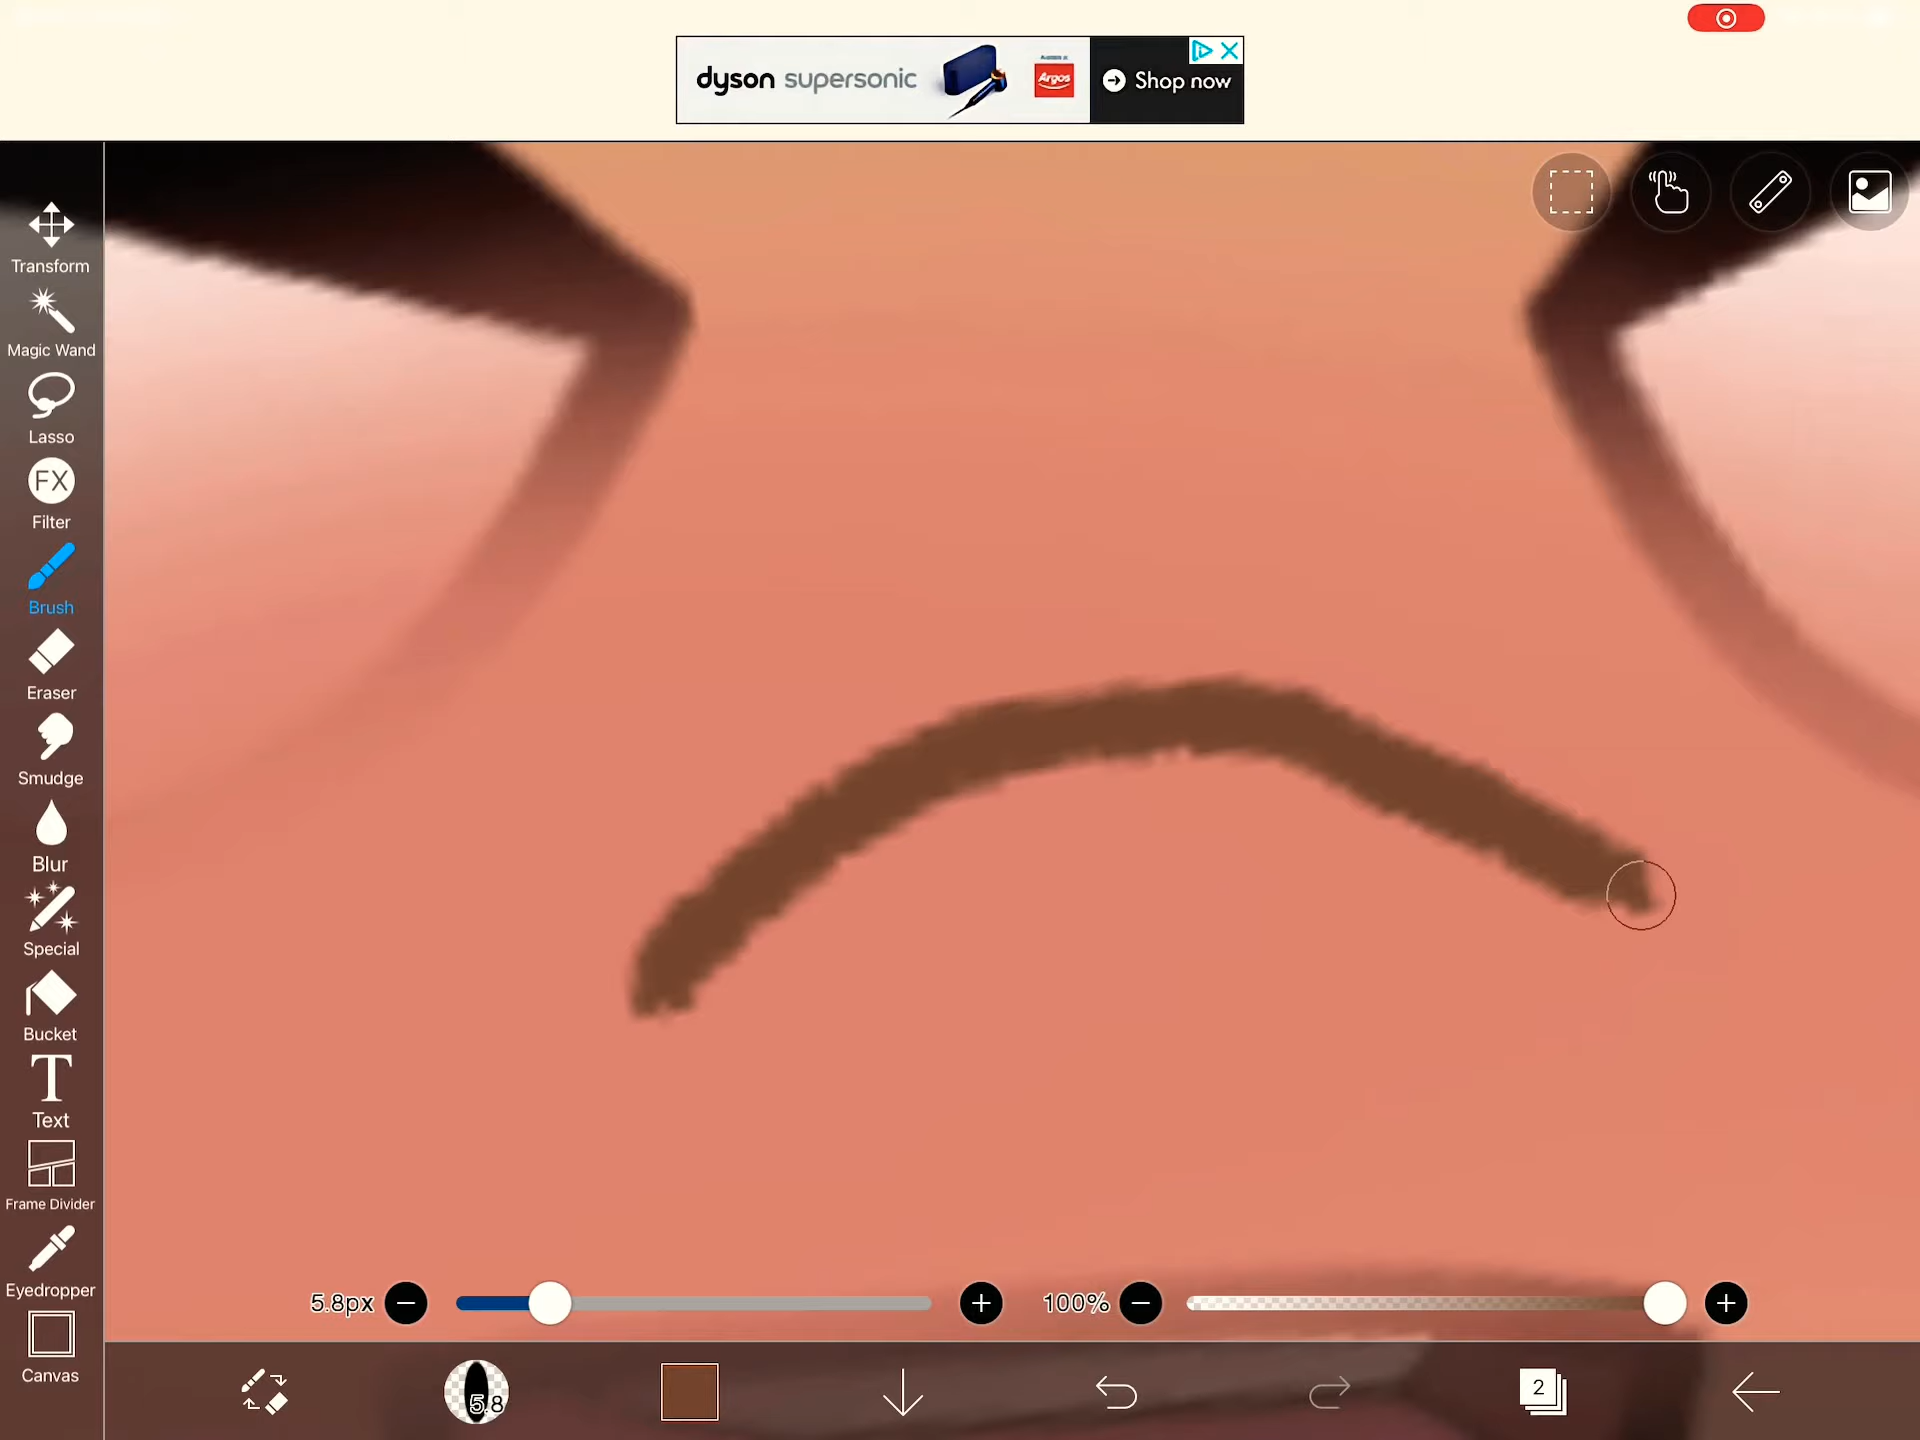 dyson supersonic
Argos
Shop now
Transform
Magic Wand
Lasso
FX
Filter
Brush
Eraser
Smudge
Blur
Special
Bucket
T
Text
Frame Divider
Eyedropper
Canvas
5.8px
100%
5.8
2